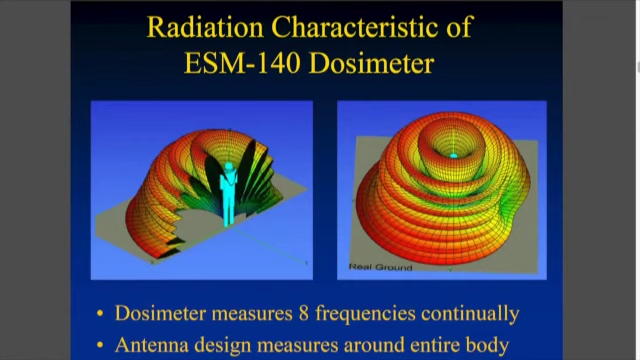 Radiation Characteristic of
ESM-140 Dosimeter
Real Ground
• Dosimeter measures 8 frequencies continually
• Antenna design measures around entire body